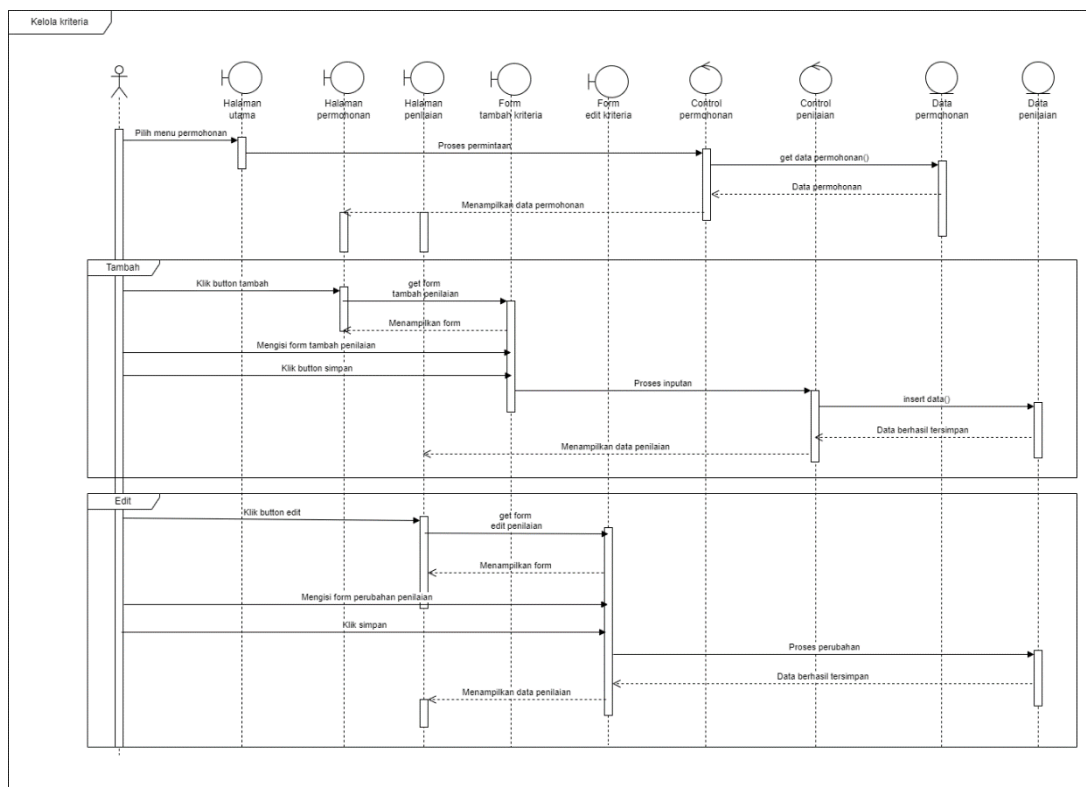 Kelola kriteria
Halaman
utama
Halaman
permohonan
Halaman
penilaian
Form
tambah kriteria
Form
edit kriteria
Control
permohonan
Control
penilaian
Data
permohonan
Data
penilaian
Pilih menu permohonan
Proses permintaan
get data permohonan()
Data permohonan
Menampilkan data permohonan
Tambah
Klik button tambah
get form
tambah penilaian
Menampilkan form
Mengisi form tambah penilaian
Klik button simpan
Proses inputan
insert data()
Data berhasil tersimpan
Menampilkan data penilaian
Edit
Klik button edit
get form
edit penilaian
Menampilkan form
Mengisi form perubahan penilaian
Klik simpan
Proses perubahan
Data berhasil tersimpan
Menampilkan data penilaian